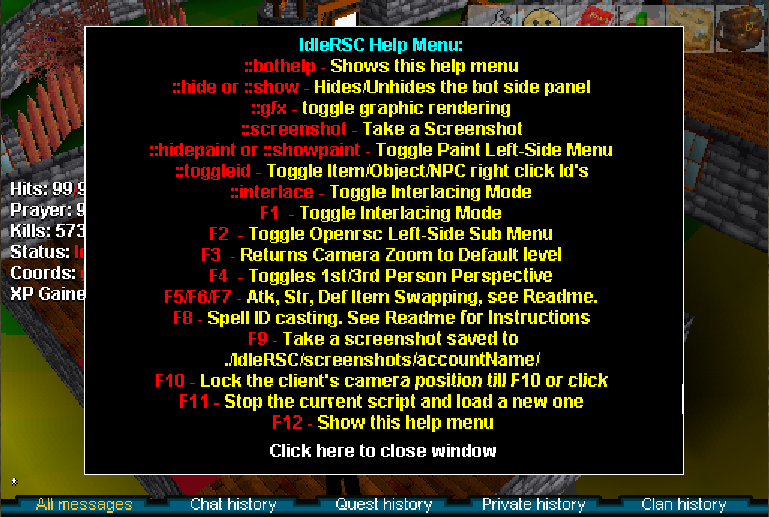 IdleRSC Help Menu:
::bothelp - Shows this help menu
::hide or ::show - Hides/Unhides the bot side panel
::gfx - toggle graphic rendering
::screenshot - Take a Screenshot
::hidepaint or ::showpaint - Toggle Paint Left-Side Menu
::toggleid - Toggle Item/Object/NPC right click Id's
::interlace - Toggle Interlacing Mode
F1 - Toggle Interlacing Mode
F2 - Toggle Openrsc Left-Side Sub Menu
F3 - Returns Camera Zoom to Default level
F4 - Toggles 1st/3rd Person Perspective
F5/F6/F7 - Atk, Str, Def Item Swapping, see Readme.
F8 - Spell ID casting. See Readme for Instructions
F9 - Take a screenshot saved to
./IdleRSC/screenshots/accountName/
F10 - Lock the client's camera position till F10 or click
F11 - Stop the current script and load a new one
F12 - Show this help menu
Click here to close window
Hits: 99
Prayer: 9
Kills: 573
Status:
Coords:
XP Gaine
*
All messages
Chat history
Quest history
Private history
Clan history